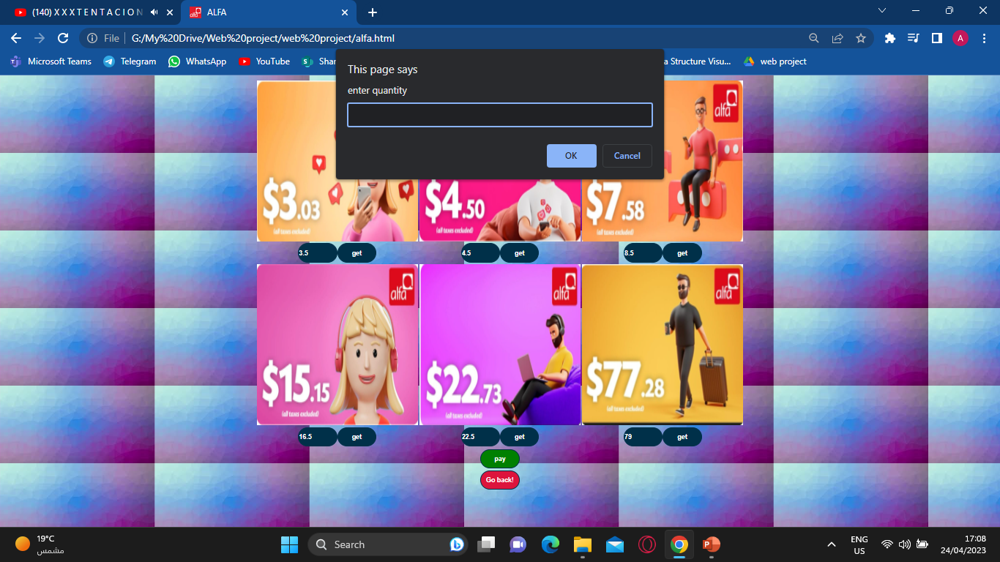 (140) X X X T E N T A C I O N
ALFA
File
G:/My%20Drive/Web%20project/web%20project/alfa.html
A
Microsoft Teams
Telegram
WhatsApp
YouTube
Shar
a Structure Visu...
web project
This page says
enter quantity
OK
Cancel
alfa
$3.03
(all taxes excluded)
$4.50
(all taxes excluded)
$7.58
(all taxes excluded)
3.5 get
4.5 get
8.5 get
alfa
$15.15
(all taxes excluded)
alfa
$22.73
(all taxes excluded)
alfa
$77.28
(all taxes excluded)
16.5 get
22.5 get
79 get
pay
Go back!
19°C
مشمس
Search
ENG
US
17:08
24/04/2023